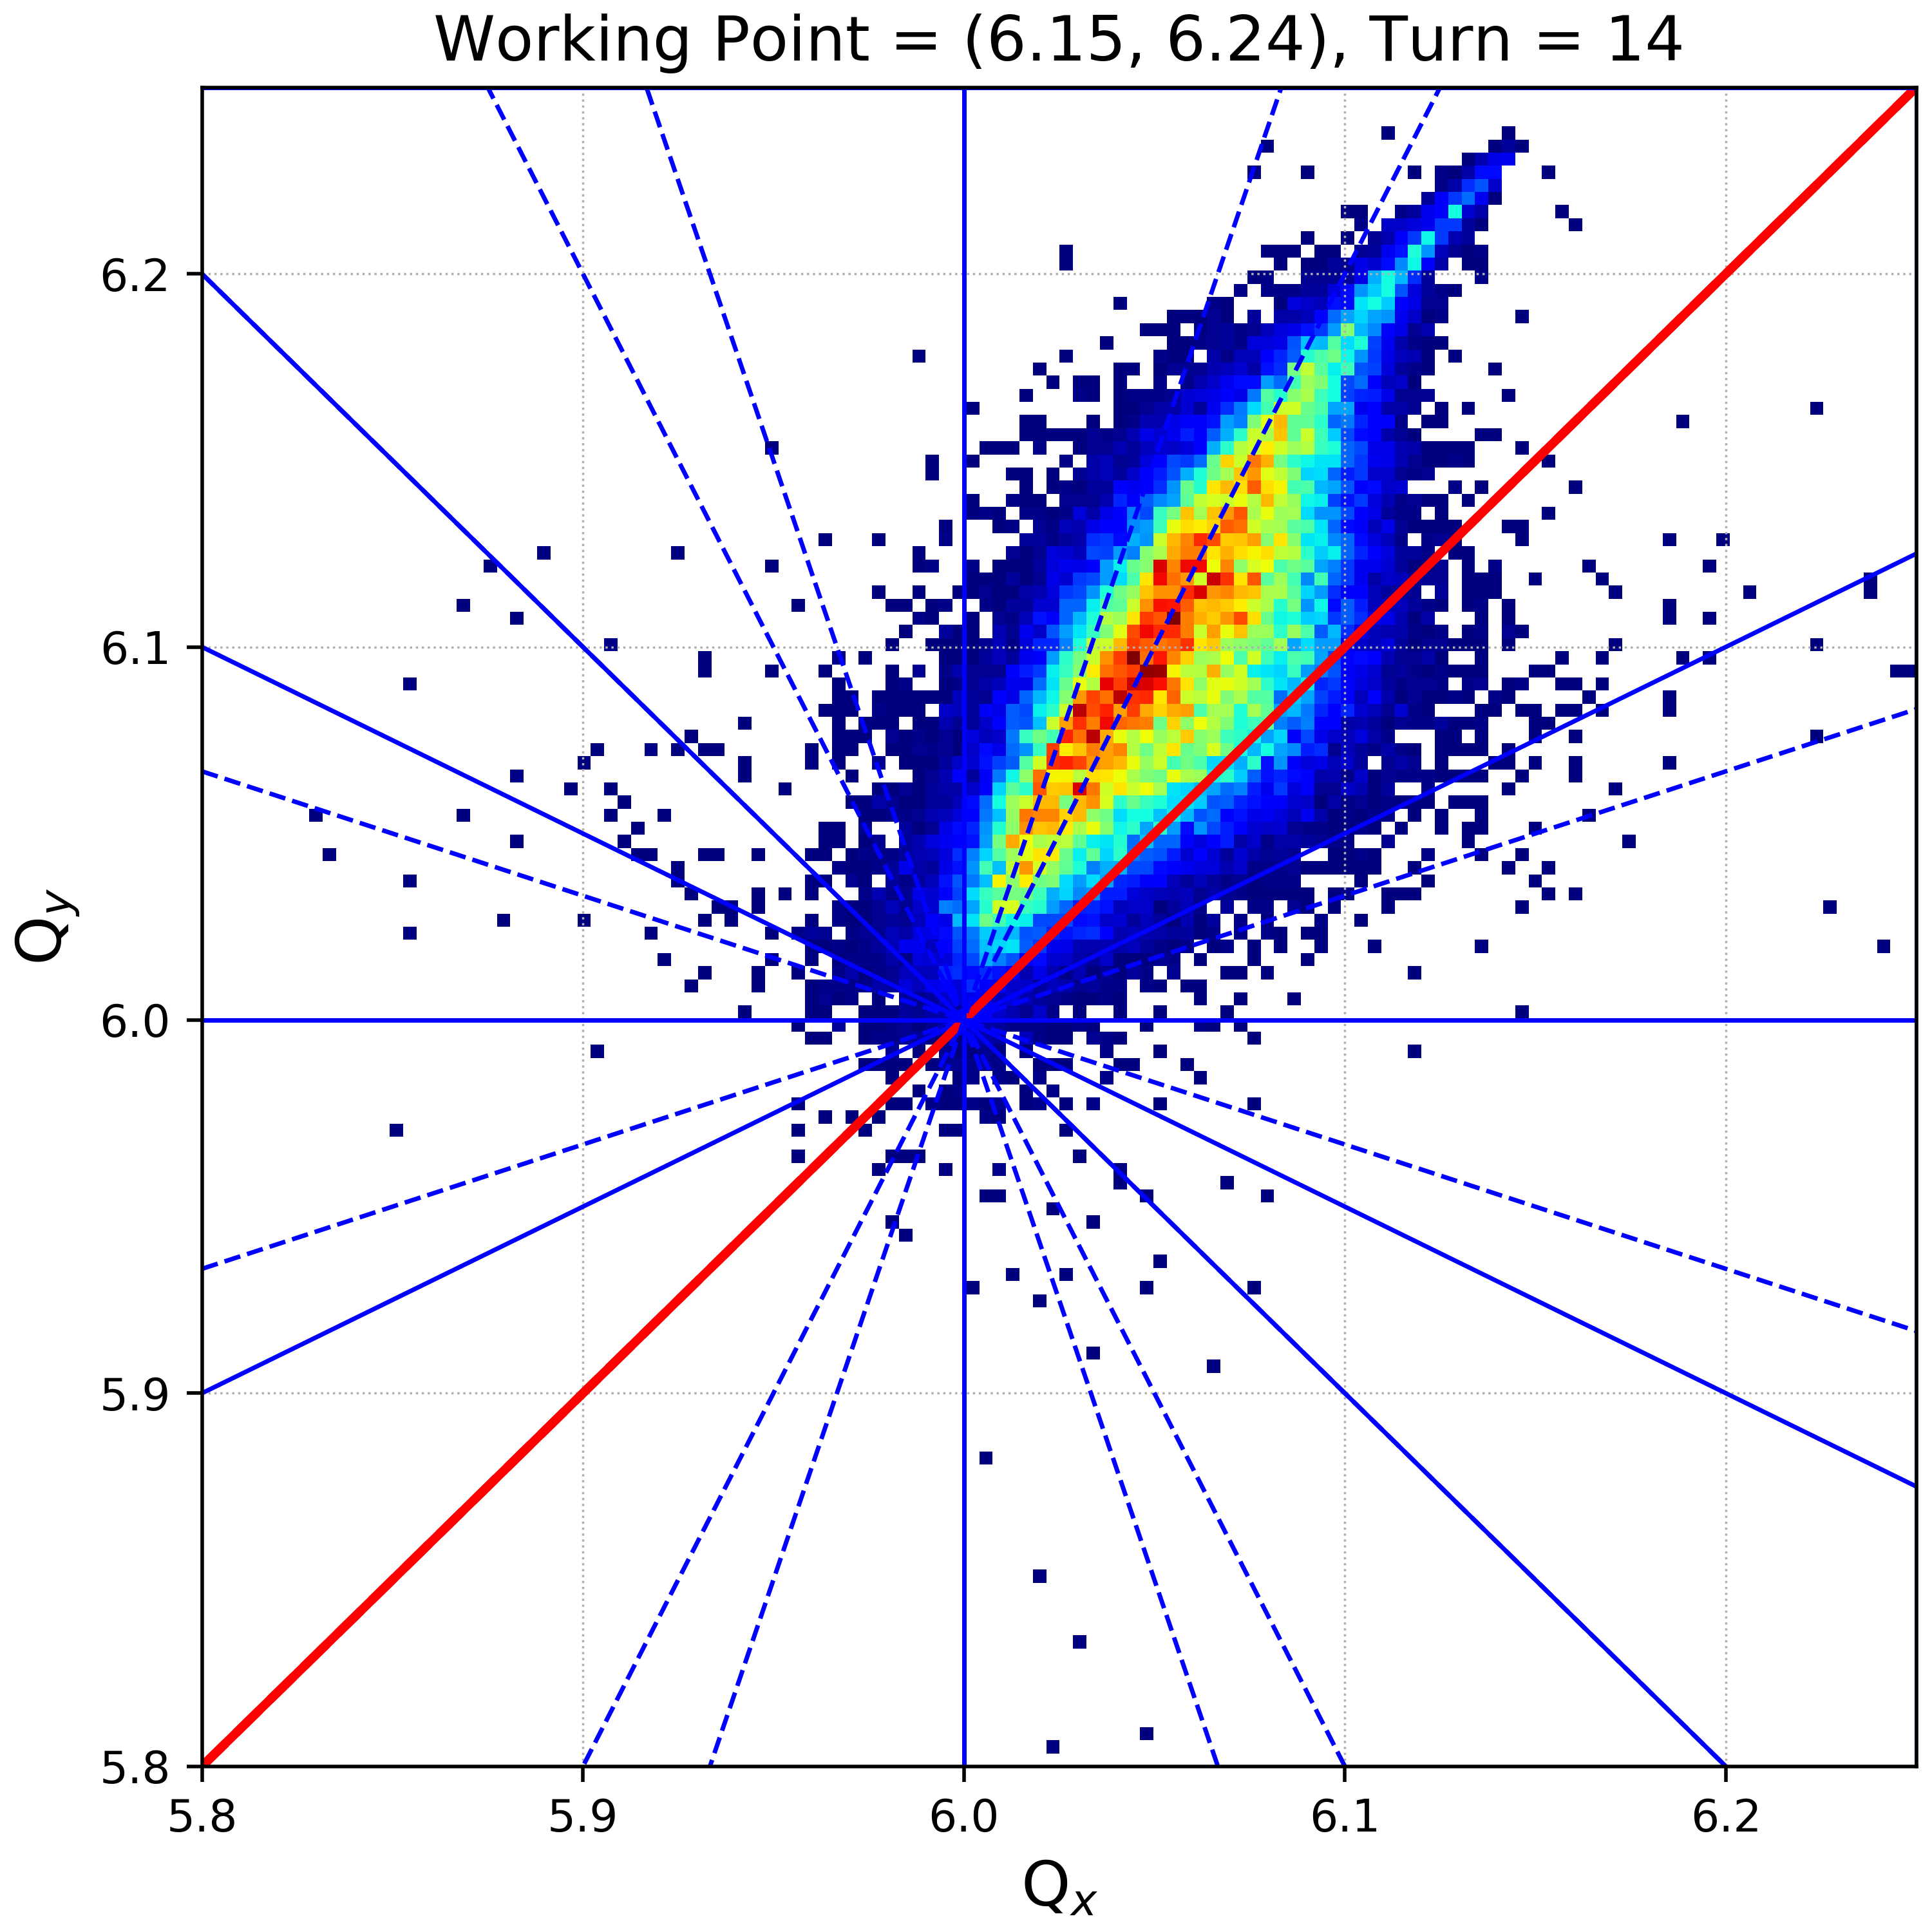 Working Point = (6.15, 6.24), Turn = 14
6.2
6.1
6.0
5.9
5.8
Qy
5.8 5.9 6.0 6.1 6.2
Qx